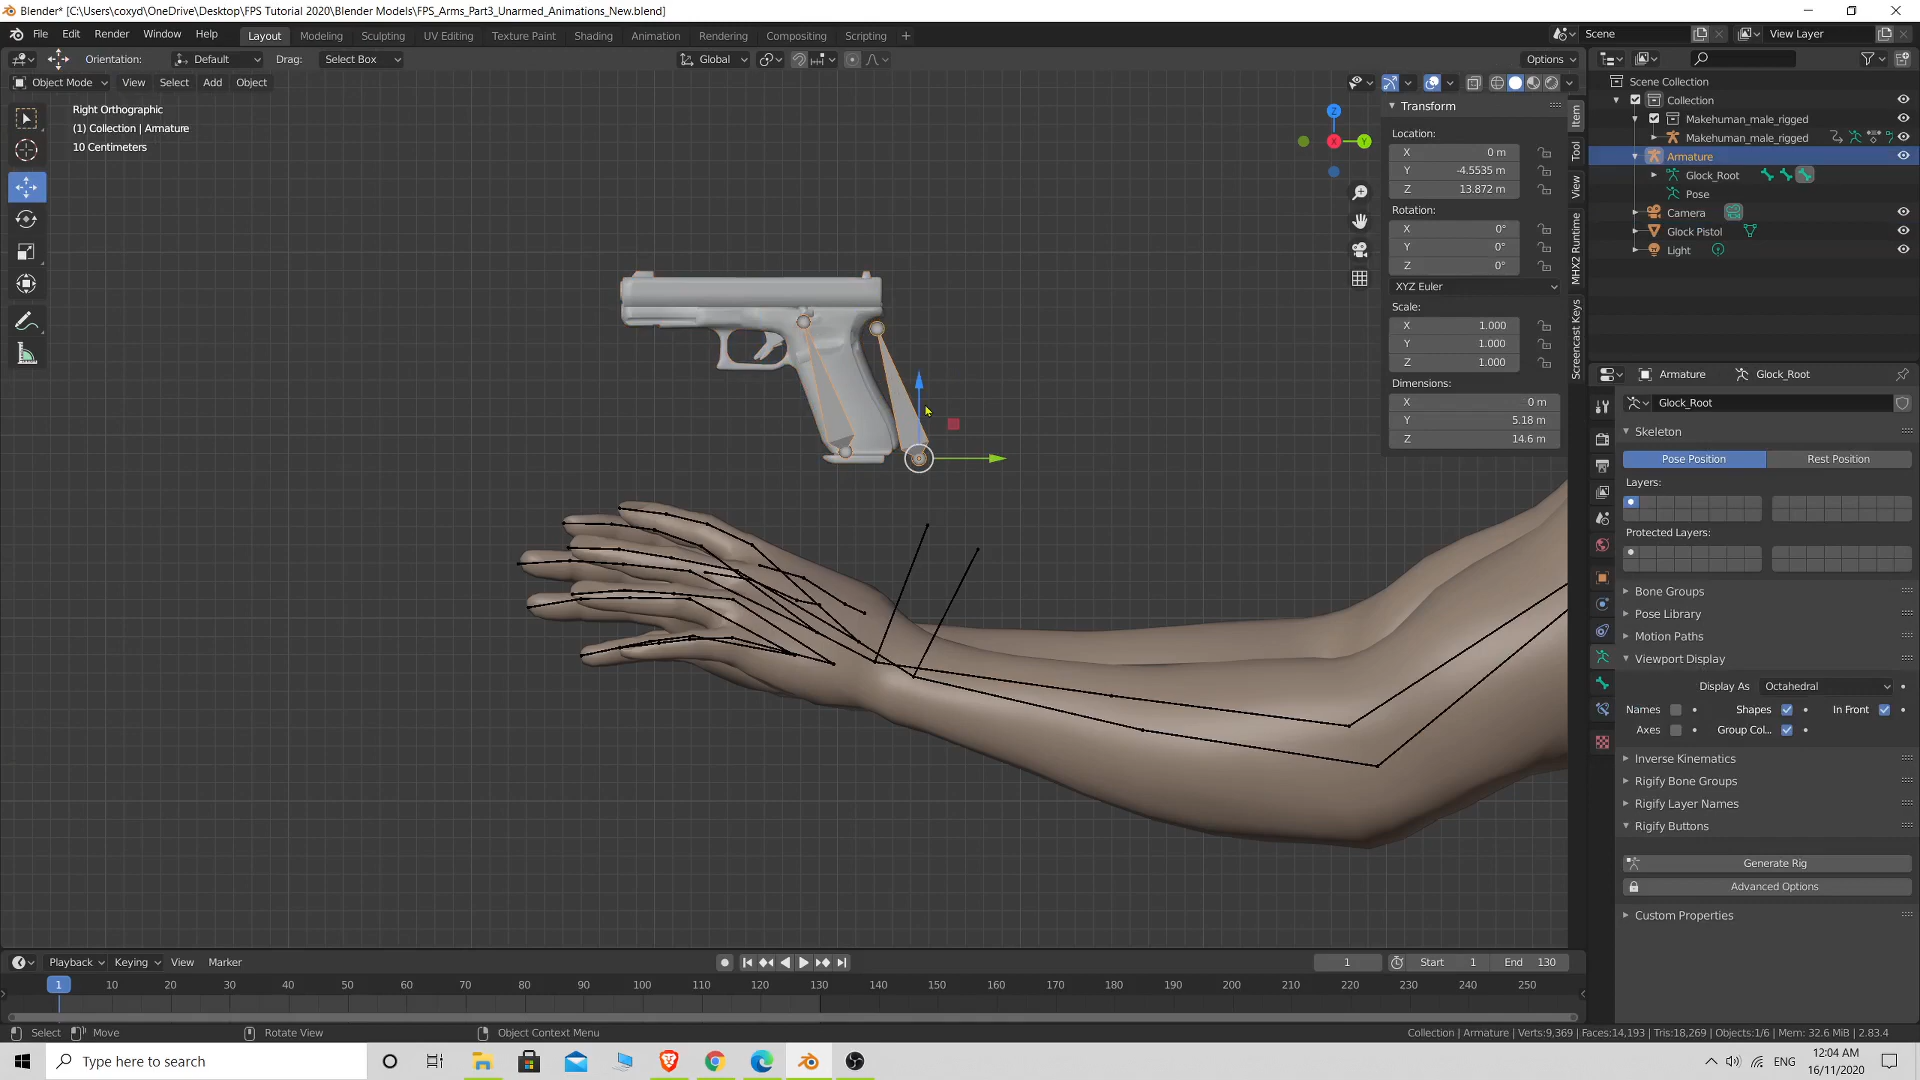 Blender* [C:\Users\coxyd\OneDrive\Desktop\FPS Tutorial 2020\Blender Models\FPS_Arms_Part3_Unarmed_Animations_New.blend]
File Edit Render Window Help Layout Modeling Sculpting UV Editing Texture Paint Shading Animation Rendering Compositing Scripting + Scene View Layer
Orientation: Default Drag: Select Box Global Options
Object Mode View Select Add Object
Right Orthographic
(1) Collection | Armature
10 Centimeters
Z
Y
X
Transform
Location:
X 0 m
Y -4.5535 m
Z 13.872 m
Rotation:
X 0°
Y 0°
Z 0°
XYZ Euler
Scale:
X 1.000
Y 1.000
Z 1.000
Dimensions:
X 0 m
Y 5.18 m
Z 14.6 m
Item
Tool
View
MHX2 Runtime
Screencast Keys
Scene Collection
Collection
Makehuman_male_rigged
Makehuman_male_rigged
Armature
Glock_Root
Pose
Camera
Glock Pistol
Light
Armature Glock_Root
Glock_Root
Skeleton
Pose Position Rest Position
Layers:
Protected Layers:
Bone Groups
Pose Library
Motion Paths
Viewport Display
Display As Octahedral
Names Shapes In Front
Axes Group Col...
Inverse Kinematics
Rigify Bone Groups
Rigify Layer Names
Rigify Buttons
Generate Rig
Advanced Options
Custom Properties
Playback Keying View Marker 1 Start 1 End 130
1 10 20 30 40 50 60 70 80 90 100 110 120 130 140 150 160 170 180 190 200 210 220 230 240 250
Select Move Rotate View Object Context Menu Collection | Armature | Verts:9,369 | Faces:14,193 | Tris:18,269 | Objects:1/6 | Mem: 32.6 MiB | 2.83.4
Type here to search
ENG
12:04 AM
16/11/2020